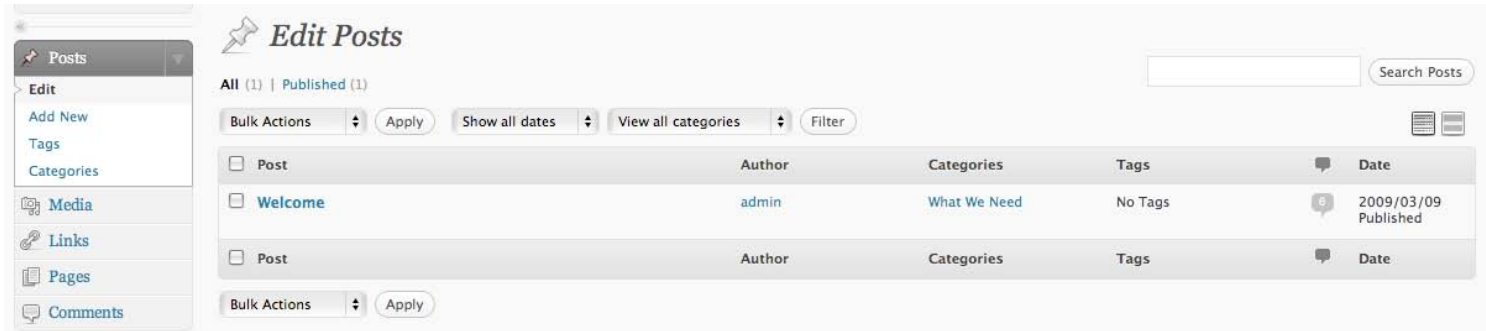 Posts
Edit
Add New
Tags
Categories
Media
Links
Pages
Comments
Edit Posts
All (1) | Published (1)
Search Posts
Bulk Actions Apply Show all dates View all categories Filter
Post Author Categories Tags Date
Welcome admin What We Need No Tags 6 2009/03/09
Published
Post Author Categories Tags Date
Bulk Actions Apply